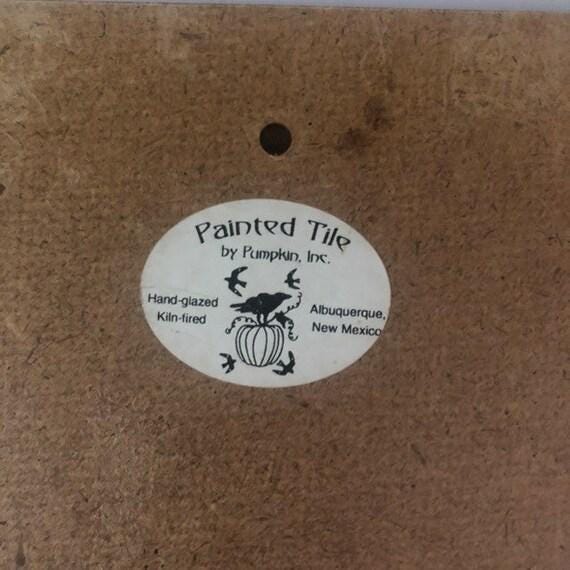 Painted Tile
by Pumpkin, Inc.
Hand-glazed
Kiln-fired
Albuquerque,
New Mexico